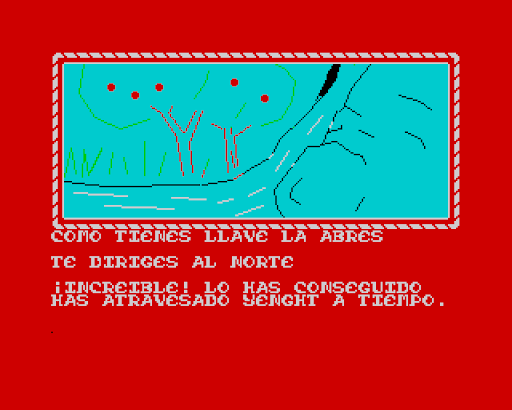 COMO TIENES LLAVE LA ABRES
TE DIRIGES AL NORTE
¡INCREIBLE! LO HAS CONSEGUIDO
HAS ATRAVESADO YENGHT A TIEMPO.